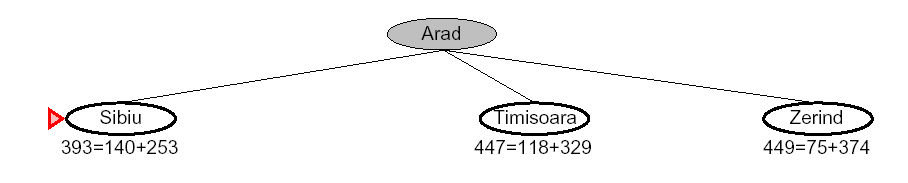 Arad
Sibiu
Timisoara
Zerind
393=140+253
447=118+329
449=75+374